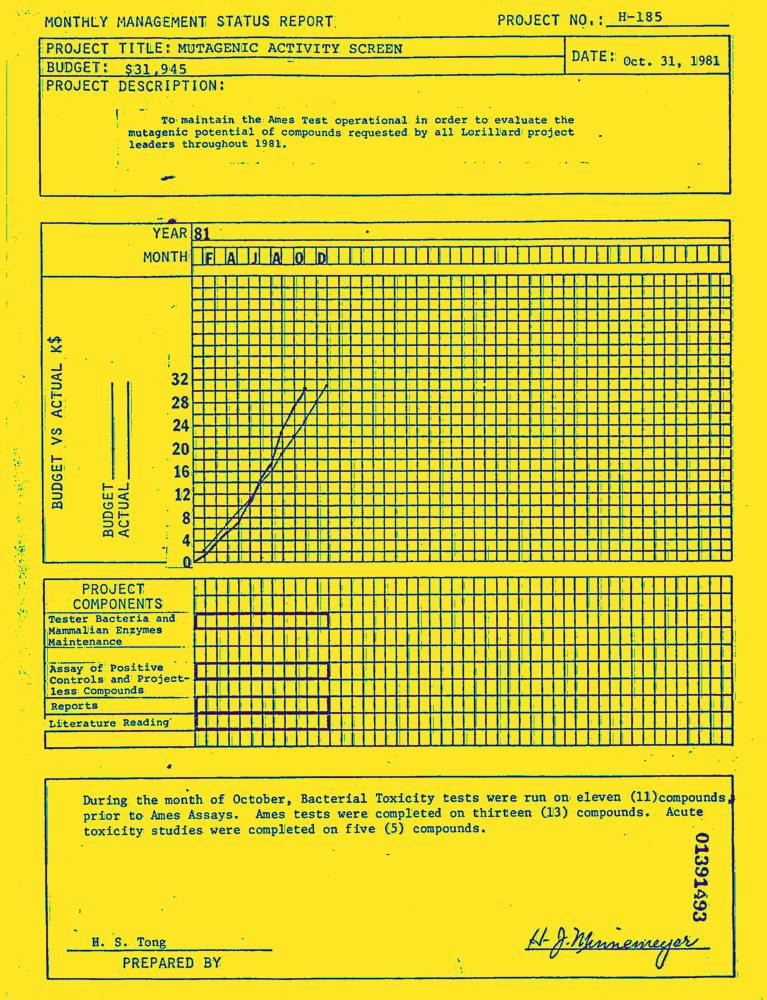 MONTHLY MANAGEMENT STATUS REPORT PROJECT NO.: H-185
PROJECT TITLE: MUTAGENIC ACTIVITY SCREEN
DATE: Oct. 31, 1981
BUDGET: $31,945
PROJECT DESCRIPTION:
To maintain the Ames Test operational in order to evaluate the
mutagenic potential of compounds requested by all Lorillard project
leaders throughout 1981.
YEAR 81
MONTH F A J A O D
BUDGET VS ACTUAL K$
BUDGET
ACTUAL
32
28
24
20
16
12
8
4
0
PROJECT
COMPONENTS
Tester Bacteria and
Mammalian Enzymes
Maintenance
Assay of Positive
Controls and Project-
less Compounds
Reports
Literature Reading
During the month of October, Bacterial Toxicity tests were run on eleven (11)compounds,
prior to Ames Assays. Ames tests were completed on thirteen (13) compounds. Acute
toxicity studies were completed on five (5) compounds.
01391493
H. S. Tong
H. J. Minnemeyer
PREPARED BY